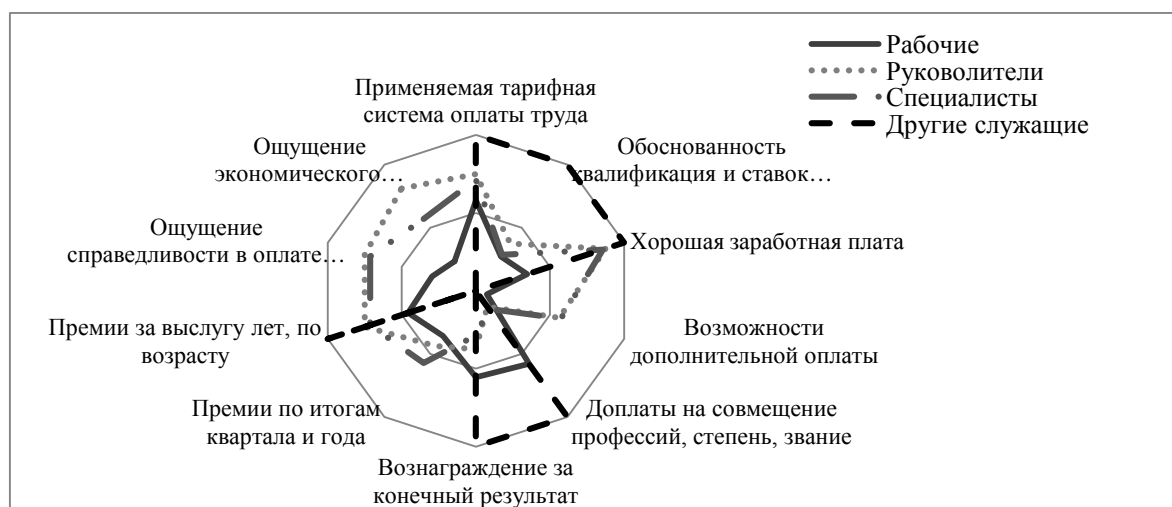 Рабочие
Руководители
Специалисты
Другие служащие
Применяемая тарифная
система оплаты труда
Обоснованность
квалификация и ставок…
Хорошая заработная плата
Возможности
дополнительной оплаты
Доплаты на совмещение
профессий, степень, звание
Вознаграждение за
конечный результат
Премии по итогам
квартала и года
Премии за выслугу лет, по
возрасту
Ощущение
справедливости в оплате…
Ощущение
экономического…